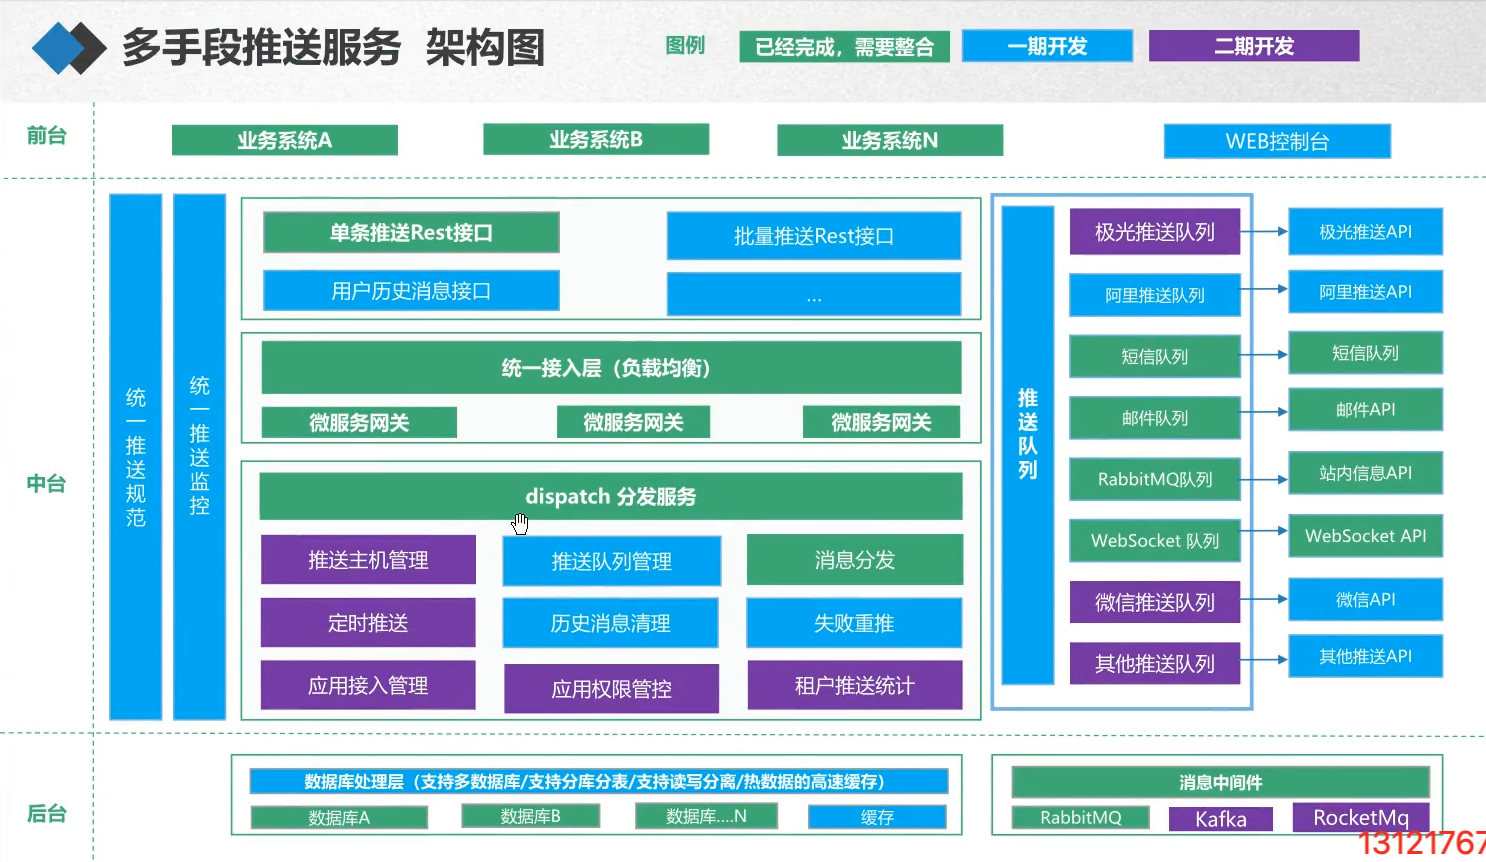 多手段推送服务 架构图
图例
已经完成，需要整合
一期开发
二期开发
前台
业务系统A
业务系统B
业务系统N
WEB控制台
中台
统一推送规范
统一推送监控
单条推送Rest接口
批量推送Rest接口
用户历史消息接口
...
统一接入层（负载均衡）
微服务网关
微服务网关
微服务网关
dispatch 分发服务
推送主机管理
推送队列管理
消息分发
定时推送
历史消息清理
失败重推
应用接入管理
应用权限管控
租户推送统计
推送队列
极光推送队列
极光推送API
阿里推送队列
阿里推送API
短信队列
短信队列
邮件队列
邮件API
RabbitMQ队列
站内信息API
WebSocket 队列
WebSocket API
微信推送队列
微信API
其他推送队列
其他推送API
后台
数据库处理层（支持多数据库/支持分库分表/支持读写分离/热数据的高速缓存）
数据库A
数据库B
数据库....N
缓存
消息中间件
RabbitMQ
Kafka
RocketMq
13121767